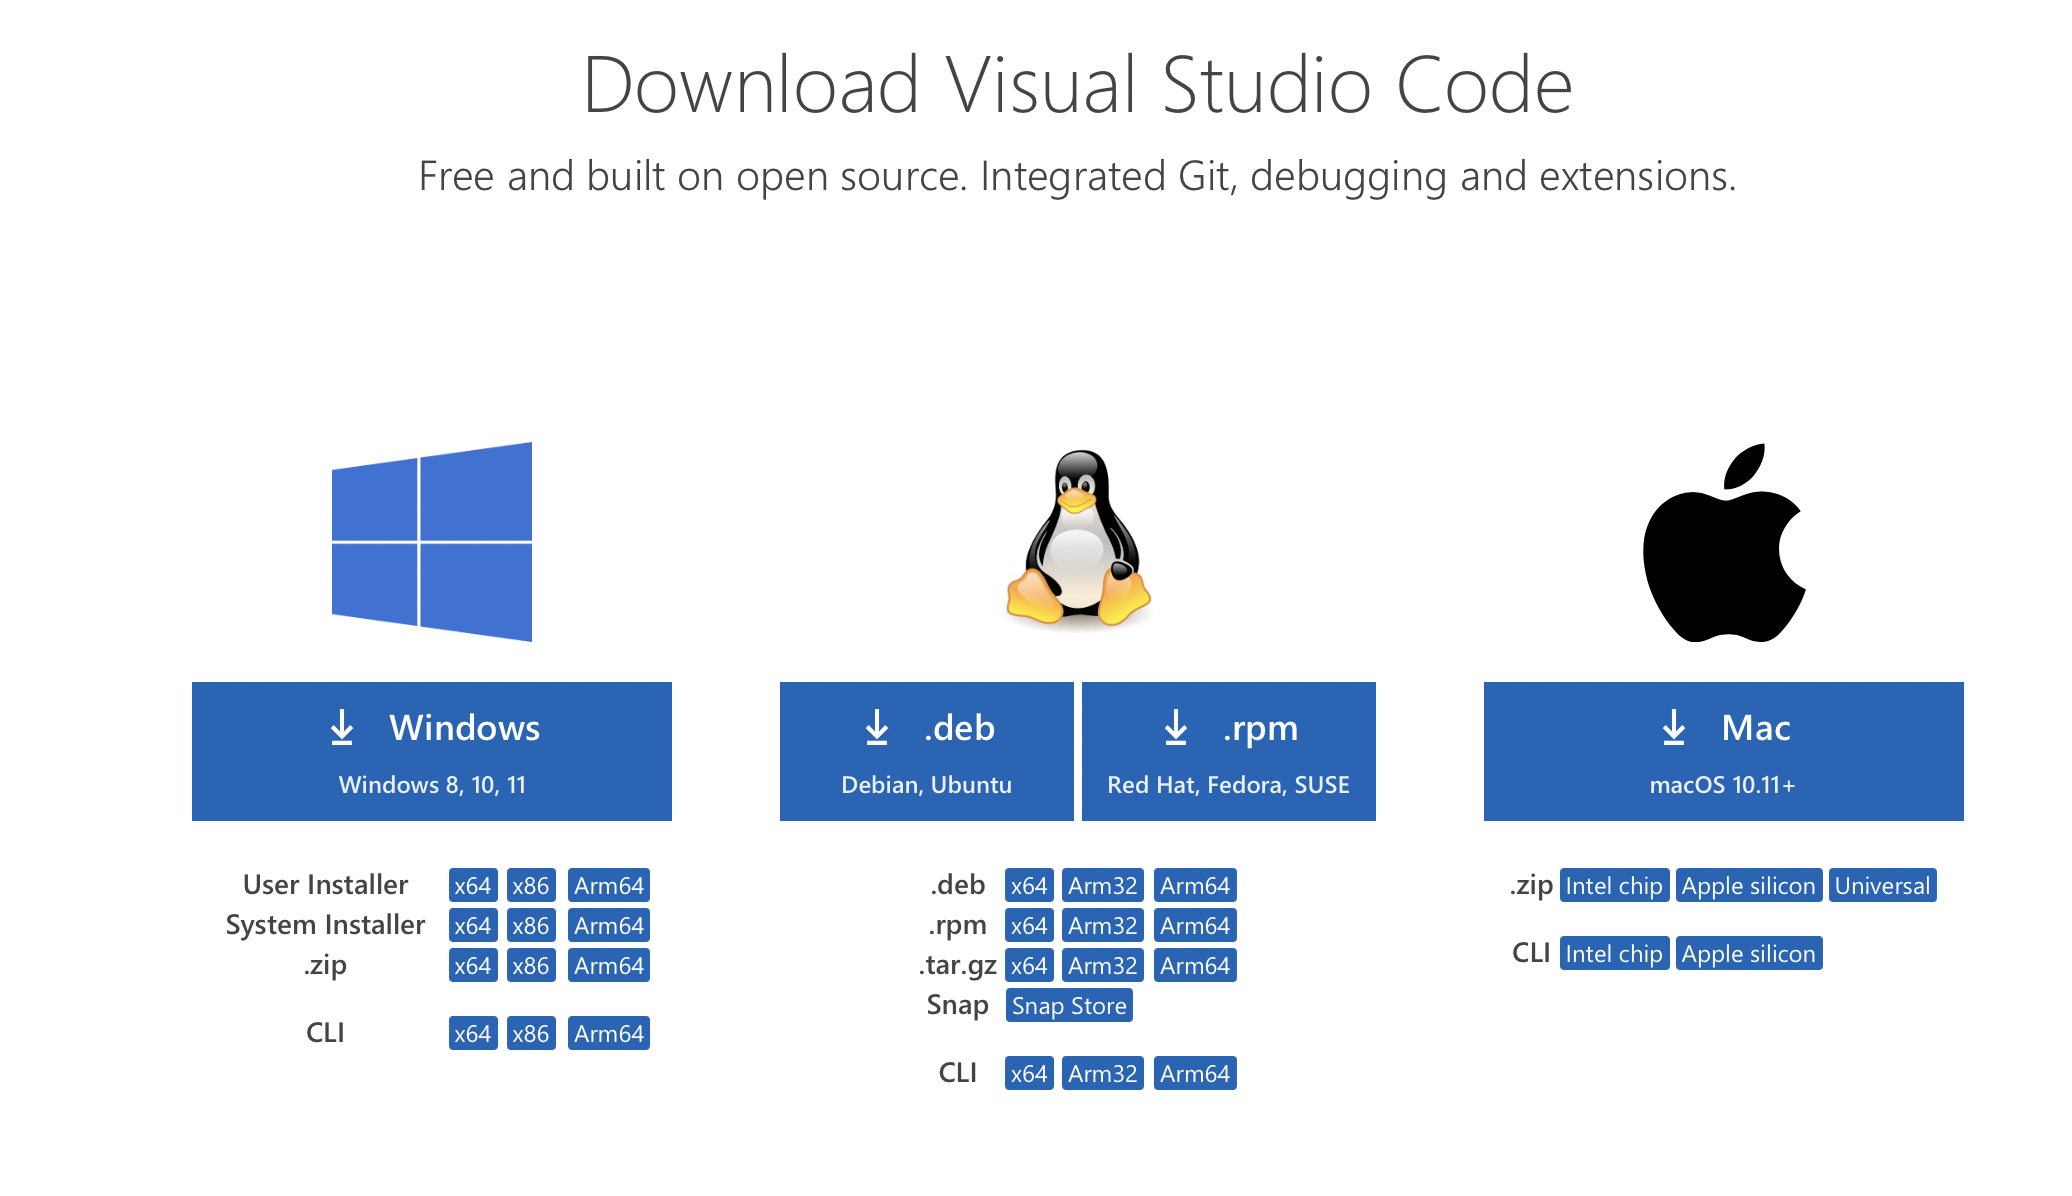 Download Visual Studio Code
Free and built on open source. Integrated Git, debugging and extensions.
Windows
Windows 8, 10, 11
User Installer x64 x86 Arm64
System Installer x64 x86 Arm64
.zip x64 x86 Arm64
CLI x64 x86 Arm64
.deb
Debian, Ubuntu
.rpm
Red Hat, Fedora, SUSE
.deb x64 Arm32 Arm64
.rpm x64 Arm32 Arm64
.tar.gz x64 Arm32 Arm64
Snap Snap Store
CLI x64 Arm32 Arm64
Mac
macOS 10.11+
.zip Intel chip Apple silicon Universal
CLI Intel chip Apple silicon